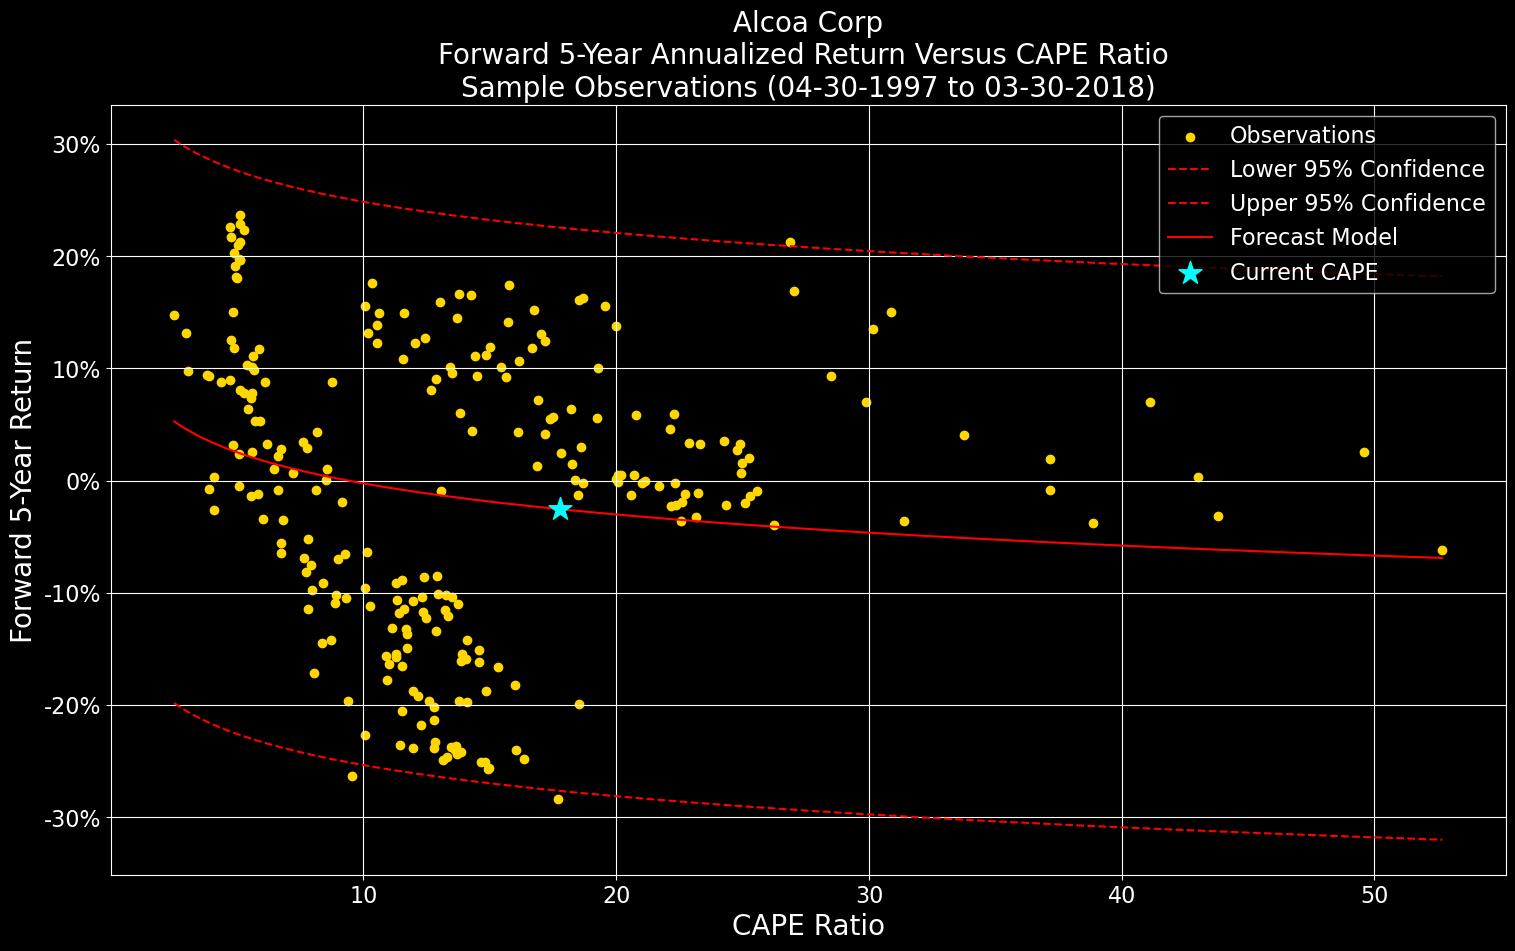 Alcoa Corp
Forward 5-Year Annualized Return Versus CAPE Ratio
Sample Observations (04-30-1997 to 03-30-2018)
Observations
Lower 95% Confidence
Upper 95% Confidence
Forecast Model
Current CAPE
Forward 5-Year Return
30%
20%
10%
0%
-10%
-20%
-30%
10 20 30 40 50
CAPE Ratio